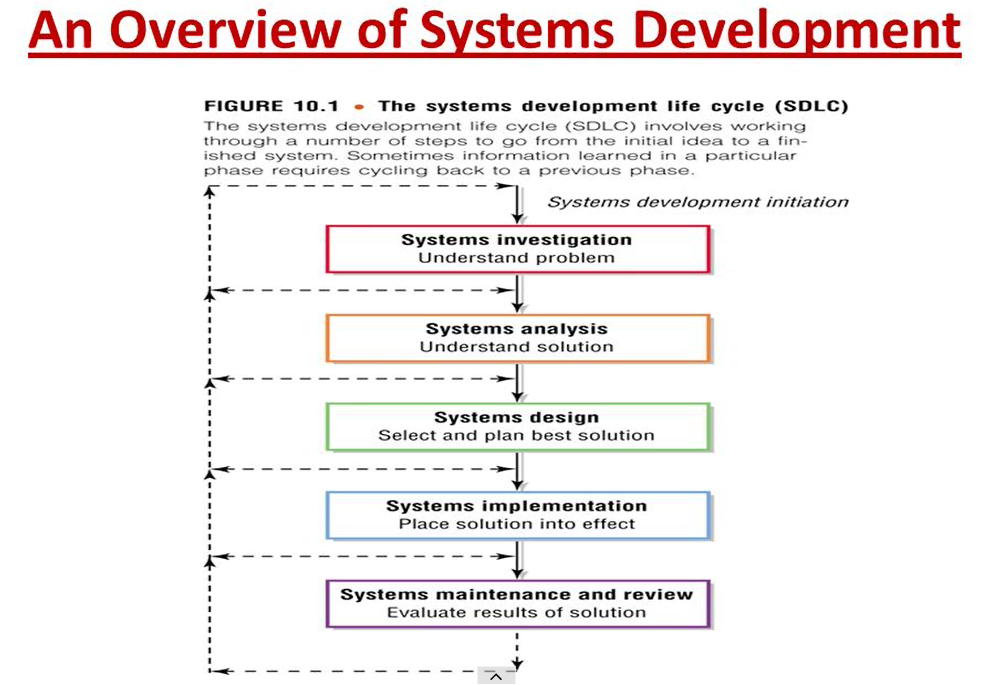 An Overview of Systems Development
FIGURE 10.1 • The systems development life cycle (SDLC)
The systems development life cycle (SDLC) involves working
through a number of steps to go from the initial idea to a fin-
ished system. Sometimes information learned in a particular
phase requires cycling back to a previous phase.
Systems development initiation
Systems investigation
Understand problem
Systems analysis
Understand solution
Systems design
Select and plan best solution
Systems implementation
Place solution into effect
Systems maintenance and review
Evaluate results of solution